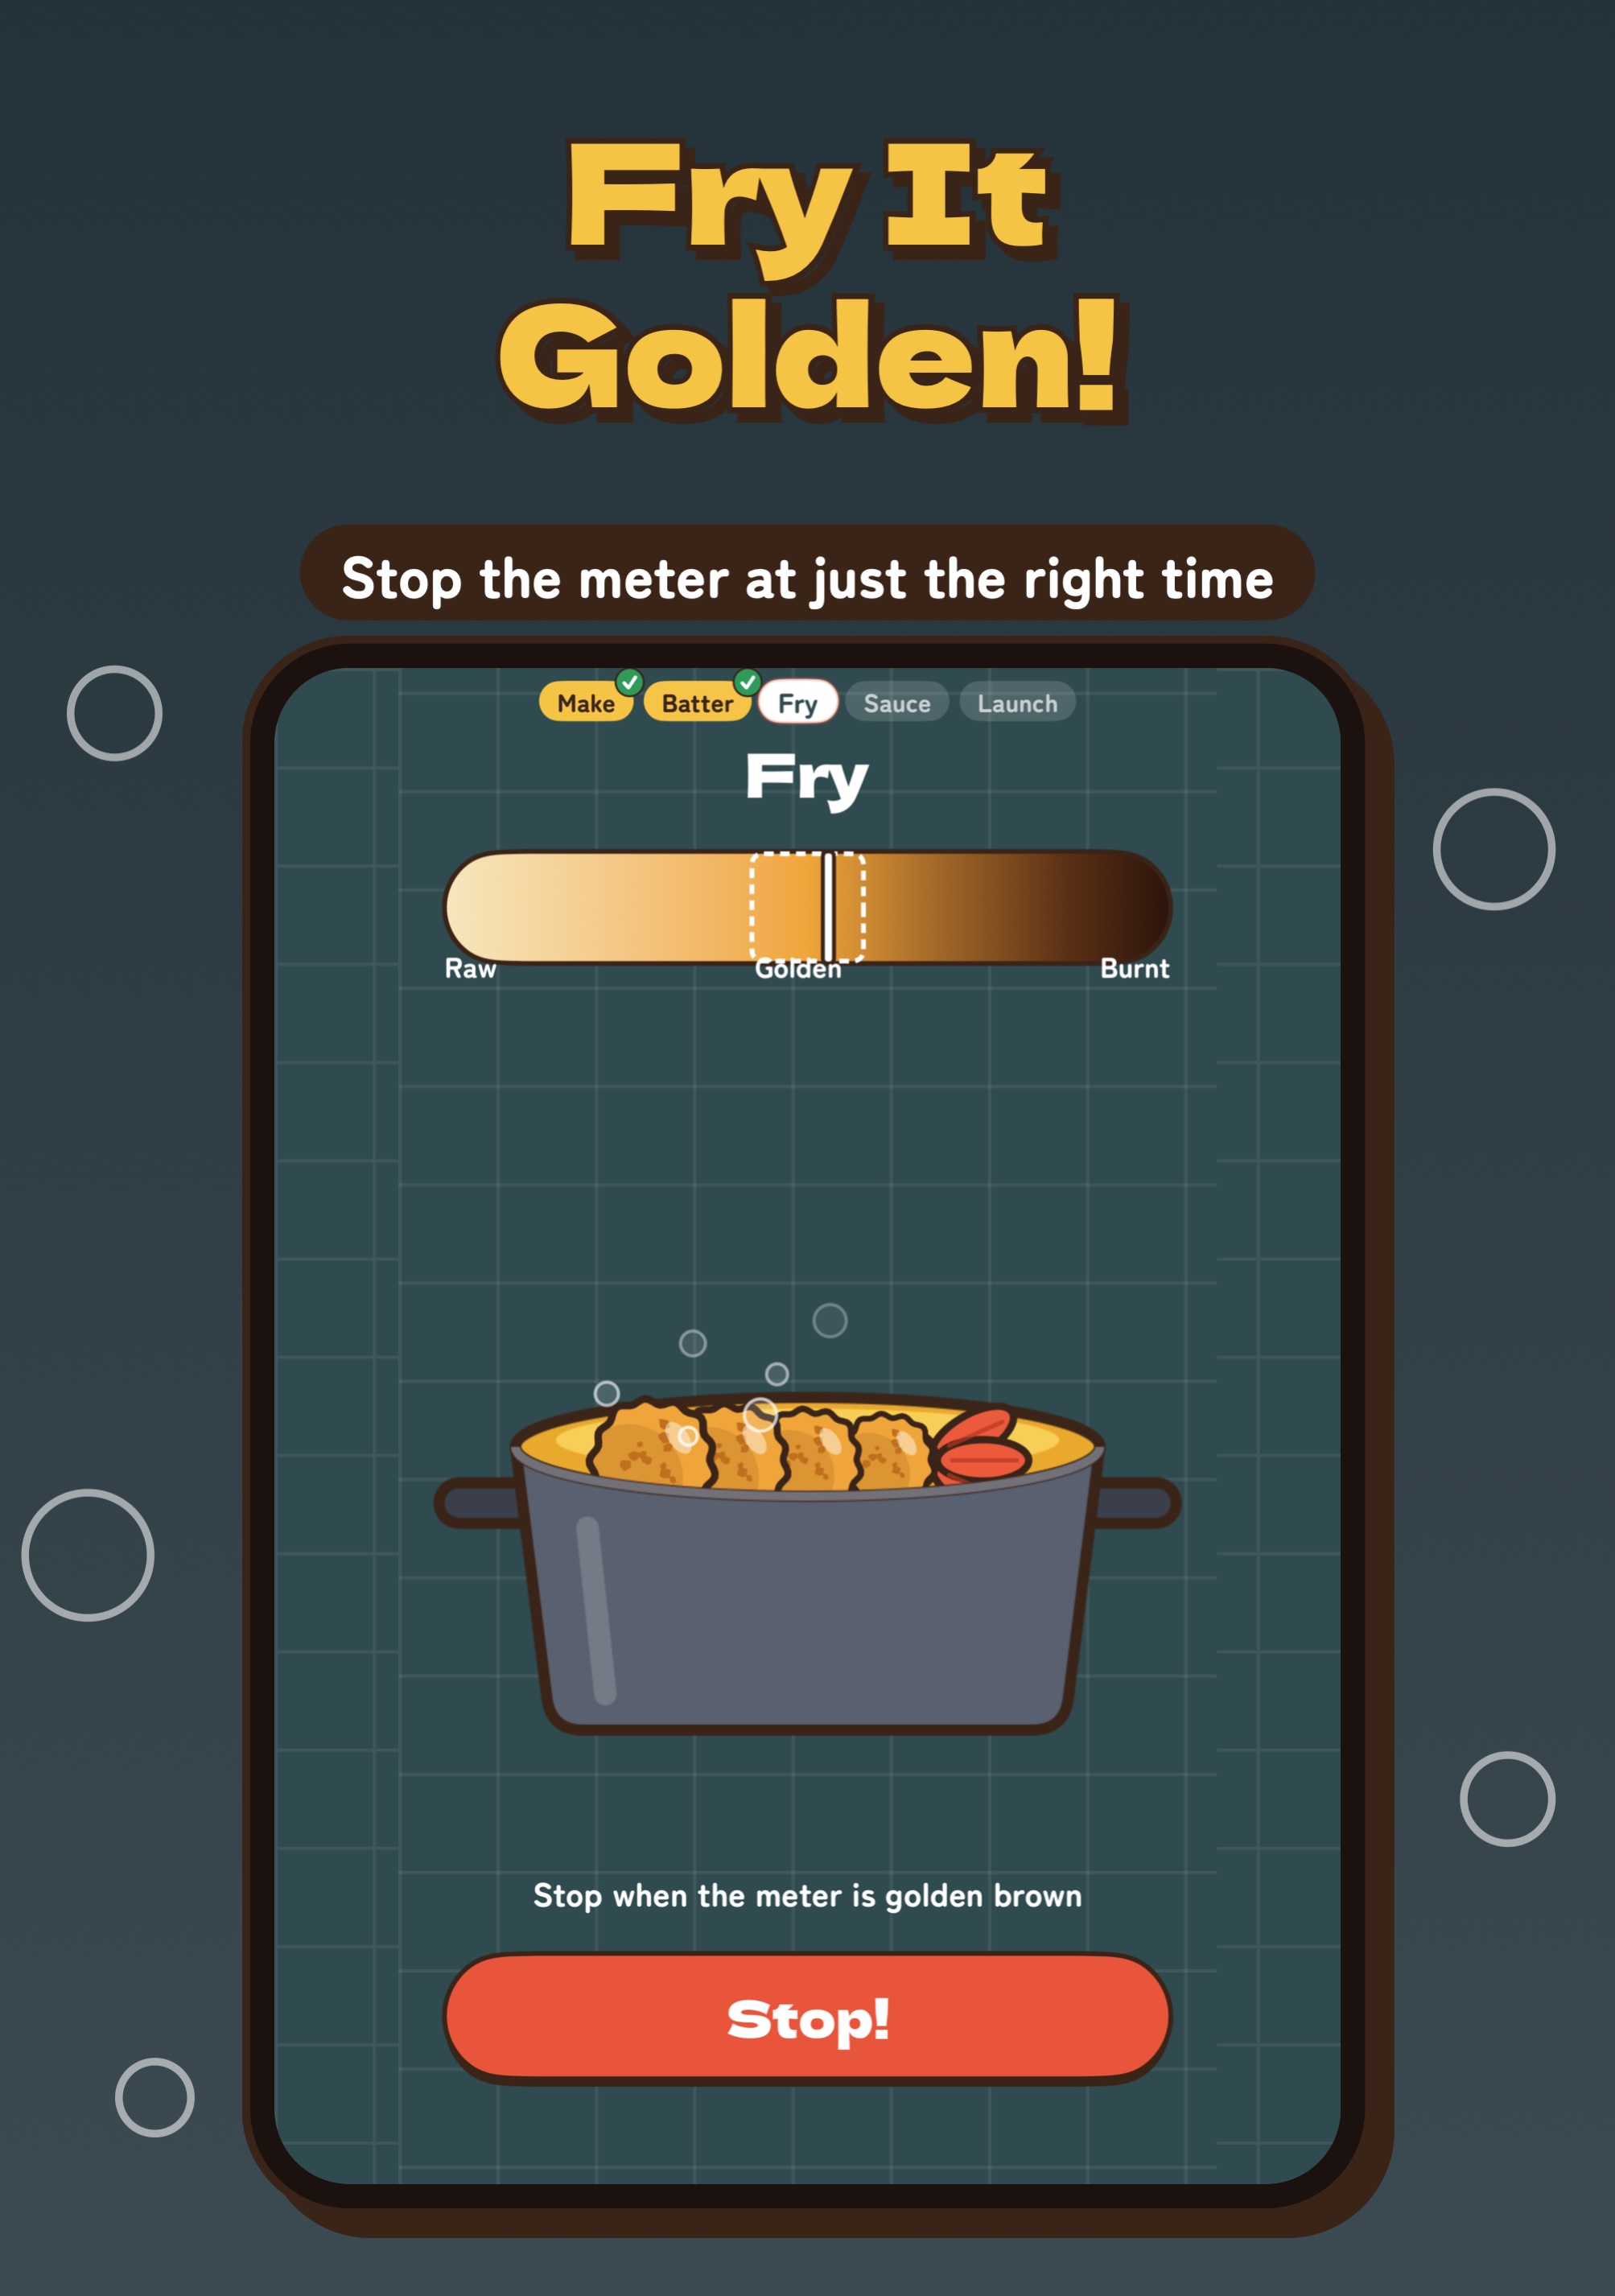 Fry It
Golden!
Stop the meter at just the right time
Make Batter Fry Sauce Launch
Fry
Raw Golden Burnt
Stop when the meter is golden brown
Stop!